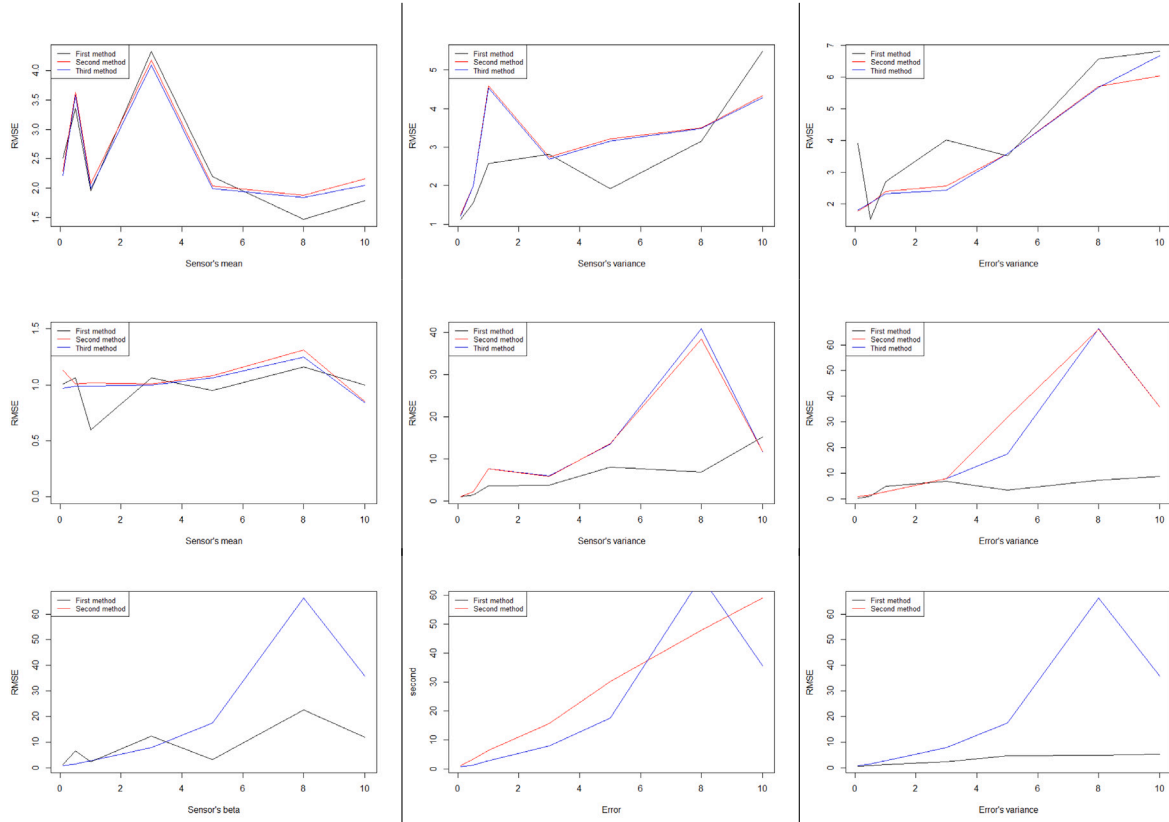 First method
Second method
Third method
RMSE
4.0
3.5
3.0
2.5
2.0
1.5
0 2 4 6 8 10
Sensor's mean
First method
Second method
Third method
RMSE
5
4
3
2
1
0 2 4 6 8 10
Sensor's variance
First method
Second method
Third method
RMSE
7
6
5
4
3
2
0 2 4 6 8 10
Error's variance
First method
Second method
Third method
RMSE
1.5
1.0
0.5
0.0
0 2 4 6 8 10
Sensor's mean
First method
Second method
Third method
RMSE
40
30
20
10
0
0 2 4 6 8 10
Sensor's variance
First method
Second method
Third method
RMSE
60
50
40
30
20
10
0
0 2 4 6 8 10
Error's variance
First method
Second method
RMSE
60
50
40
30
20
10
0
0 2 4 6 8 10
Sensor's beta
First method
Second method
second
60
50
40
30
20
10
0
0 2 4 6 8 10
Error
First method
Second method
RMSE
60
50
40
30
20
10
0
0 2 4 6 8 10
Error's variance